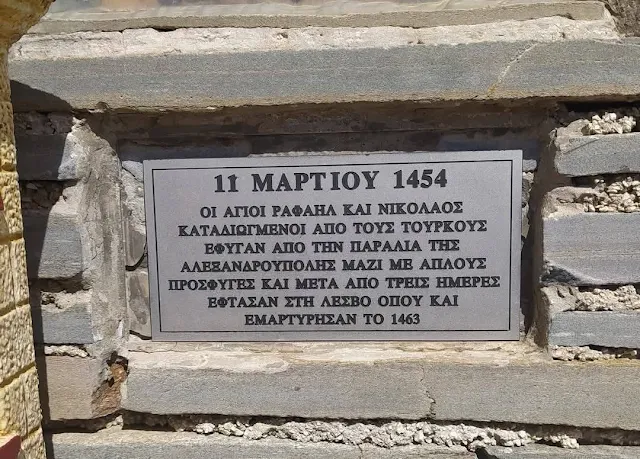 11 ΜΑΡΤΙΟΥ 1454
ΟΙ ΑΓΙΟΙ ΡΑΦΑΗΛ ΚΑΙ ΝΙΚΟΛΑΟΣ
ΚΑΤΑΔΙΩΓΜΕΝΟΙ ΑΠΟ ΤΟΥΣ ΤΟΥΡΚΟΥΣ
ΕΦΥΓΑΝ ΑΠΟ ΤΗΝ ΠΑΡΑΛΙΑ ΤΗΣ
ΑΛΕΞΑΝΔΡΟΥΠΟΛΗΣ ΜΑΖΙ ΜΕ ΑΠΛΟΥΣ
ΠΡΟΣΦΥΓΕΣ ΚΑΙ ΜΕΤΑ ΑΠΟ ΤΡΕΙΣ ΗΜΕΡΕΣ
ΕΦΤΑΣΑΝ ΣΤΗ ΛΕΣΒΟ ΟΠΟΥ ΚΑΙ
ΕΜΑΡΤΥΡΗΣΑΝ ΤΟ 1463